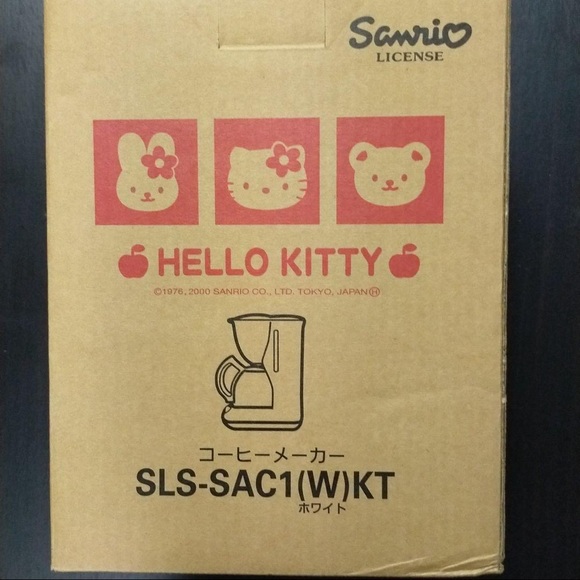 Sanrio
LICENSE
HELLO KITTY
©1976, 2000 SANRIO CO., LTD. TOKYO, JAPAN Ⓗ
コーヒーメーカー
SLS-SAC1(W)KT
ホワイト